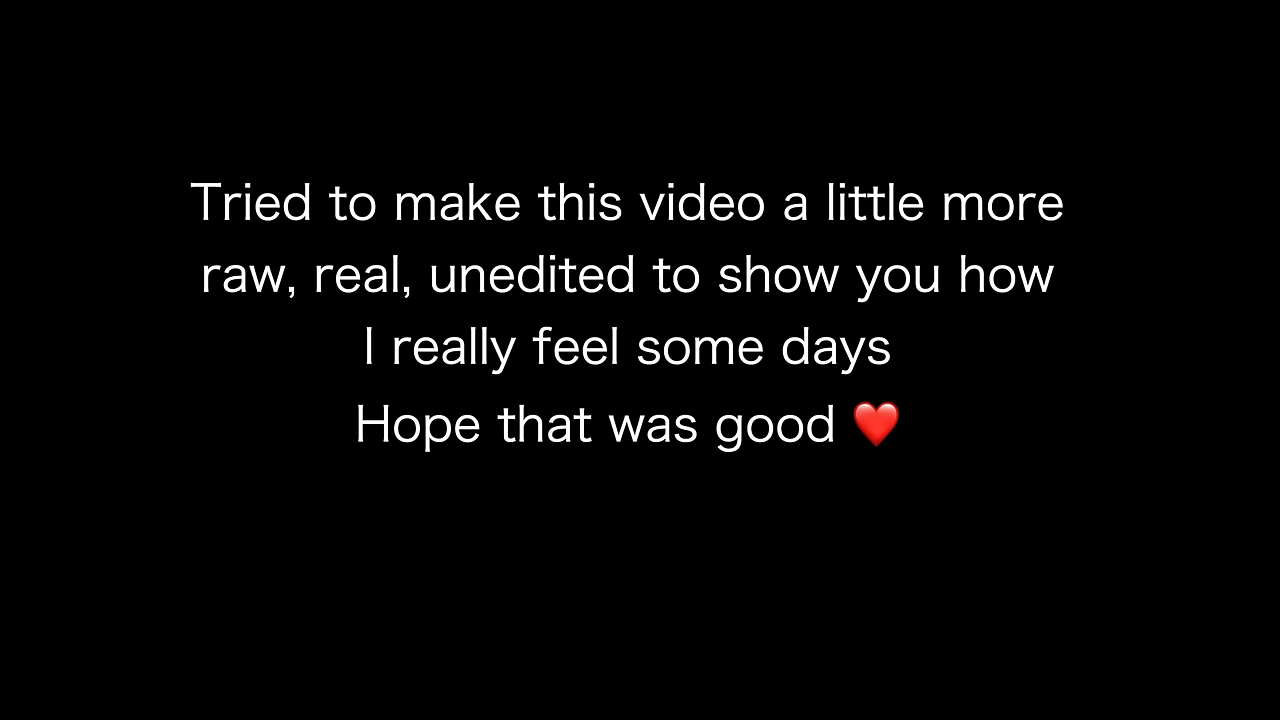 Tried to make this video a little more
raw, real, unedited to show you how
I really feel some days
Hope that was good ❤️